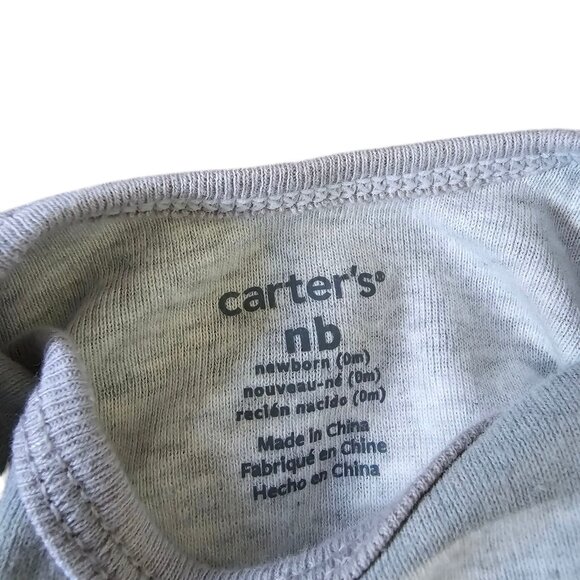 carter's®
nb
newborn (0m)
nouveau-né (0m)
recién nacido (0m)
Made in China
Fabriqué en Chine
Hecho en China